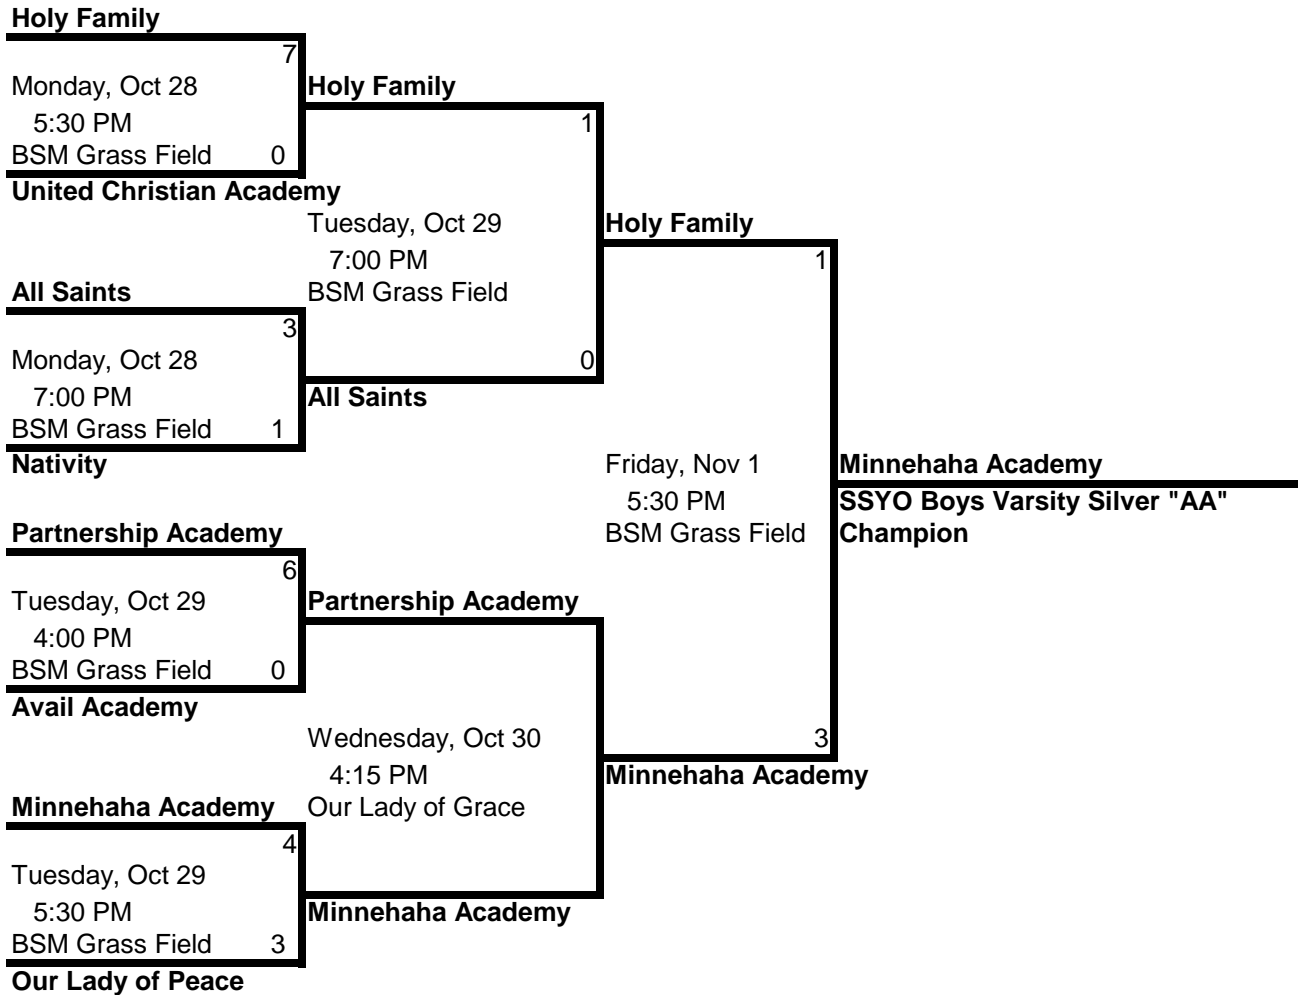 Holy Family
7
Monday, Oct 28
Holy Family
5:30 PM
1
BSM Grass Field 0
United Christian Academy
Tuesday, Oct 29
Holy Family
7:00 PM
1
All Saints
BSM Grass Field
3
Monday, Oct 28
0
7:00 PM
All Saints
BSM Grass Field 1
Nativity
Friday, Nov 1
Minnehaha Academy
5:30 PM
SSYO Boys Varsity Silver "AA"
Partnership Academy
BSM Grass Field
Champion
6
Tuesday, Oct 29
Partnership Academy
4:00 PM
BSM Grass Field 0
Avail Academy
Wednesday, Oct 30
3
4:15 PM
Minnehaha Academy
Minnehaha Academy
Our Lady of Grace
4
Tuesday, Oct 29
5:30 PM
Minnehaha Academy
BSM Grass Field 3
Our Lady of Peace